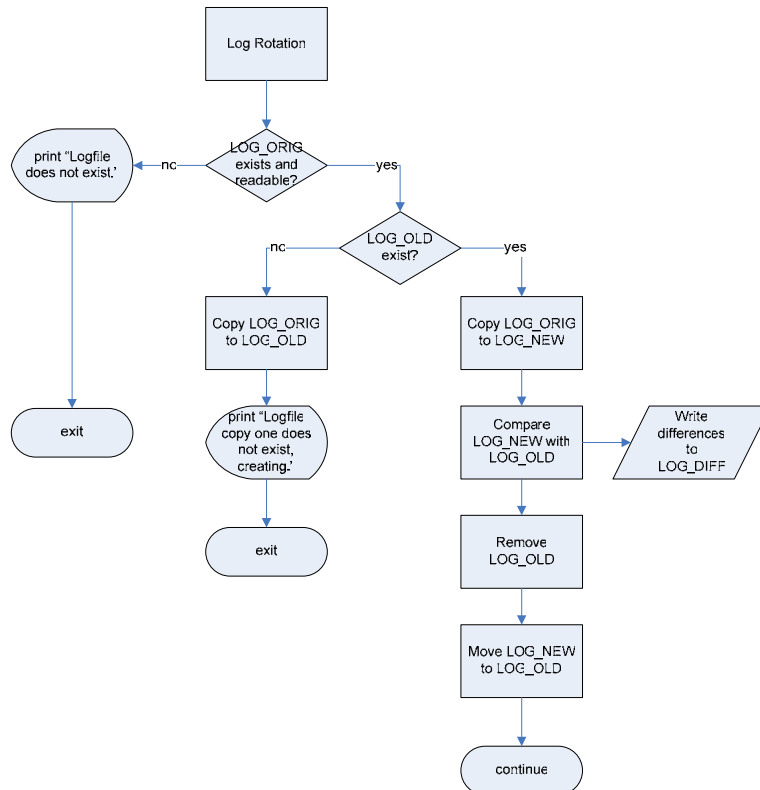 Log Rotation
LOG_ORIG
exists and
readable?
no
yes
print “Logfile
does not exist.’
LOG_OLD
exist?
no
yes
Copy LOG_ORIG
to LOG_OLD
Copy LOG_ORIG
to LOG_NEW
exit
print “Logfile
copy one does
not exist,
creating.’
Compare
LOG_NEW with
LOG_OLD
Write
differences
to
LOG_DIFF
exit
Remove
LOG_OLD
Move LOG_NEW
to LOG_OLD
continue